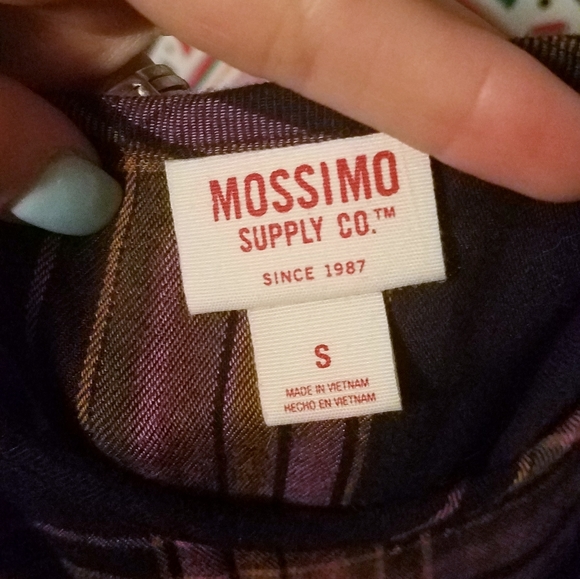 MOSSIMO
SUPPLY CO.™
SINCE 1987
S
MADE IN VIETNAM
HECHO EN VIETNAM